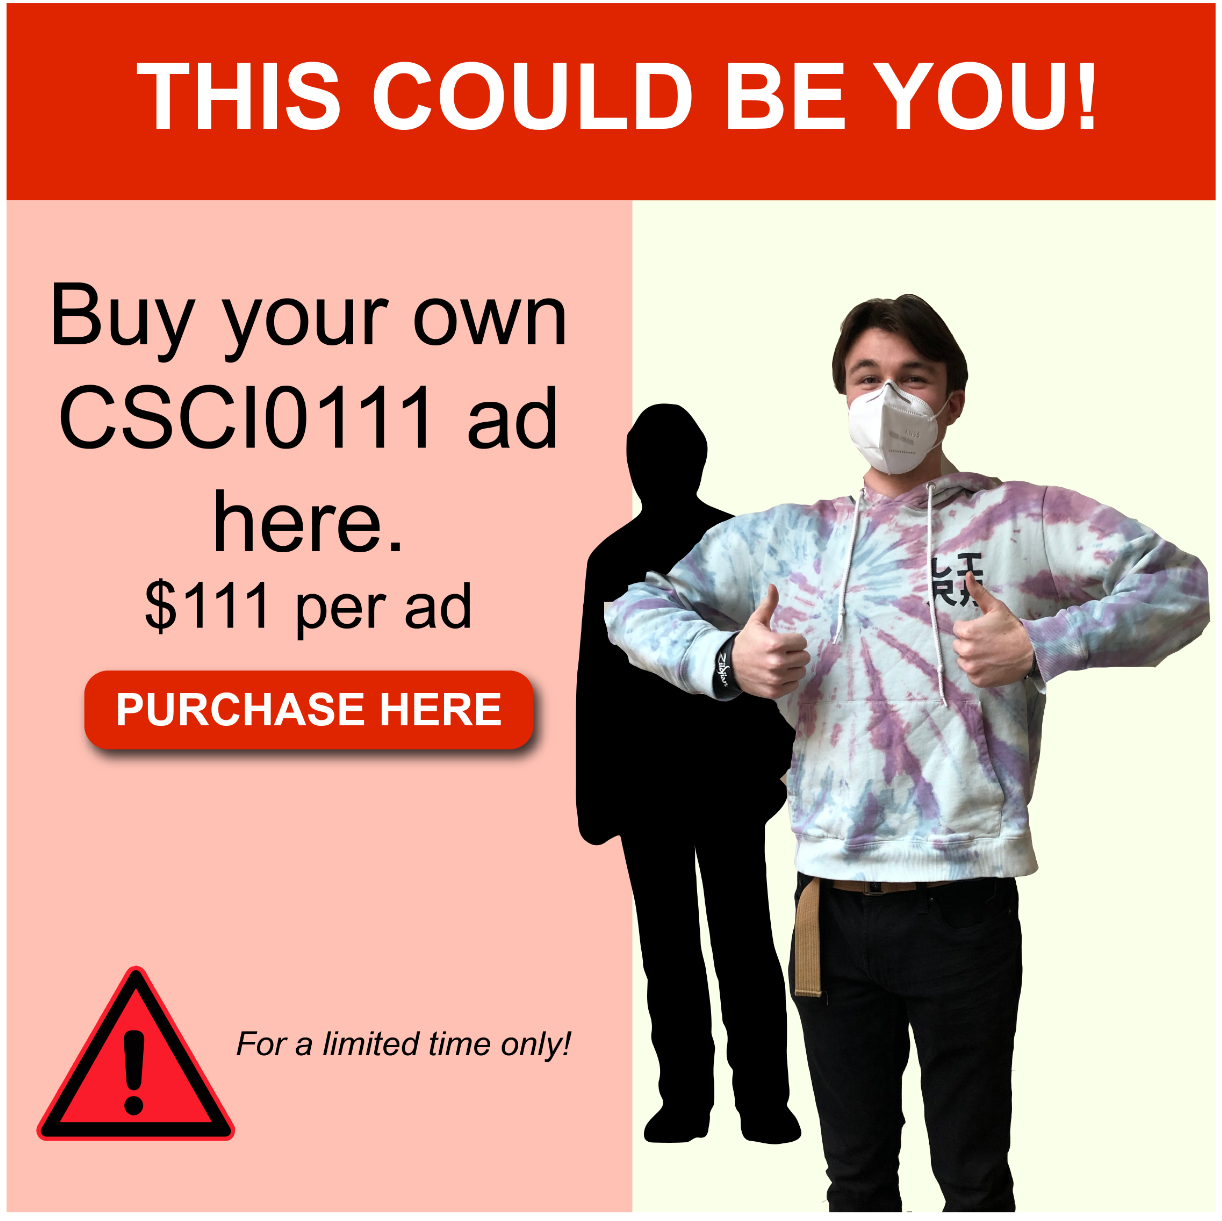 THIS COULD BE YOU!
Buy your own
CSCI0111 ad
here.
$111 per ad
PURCHASE HERE
For a limited time only!
Zildjian